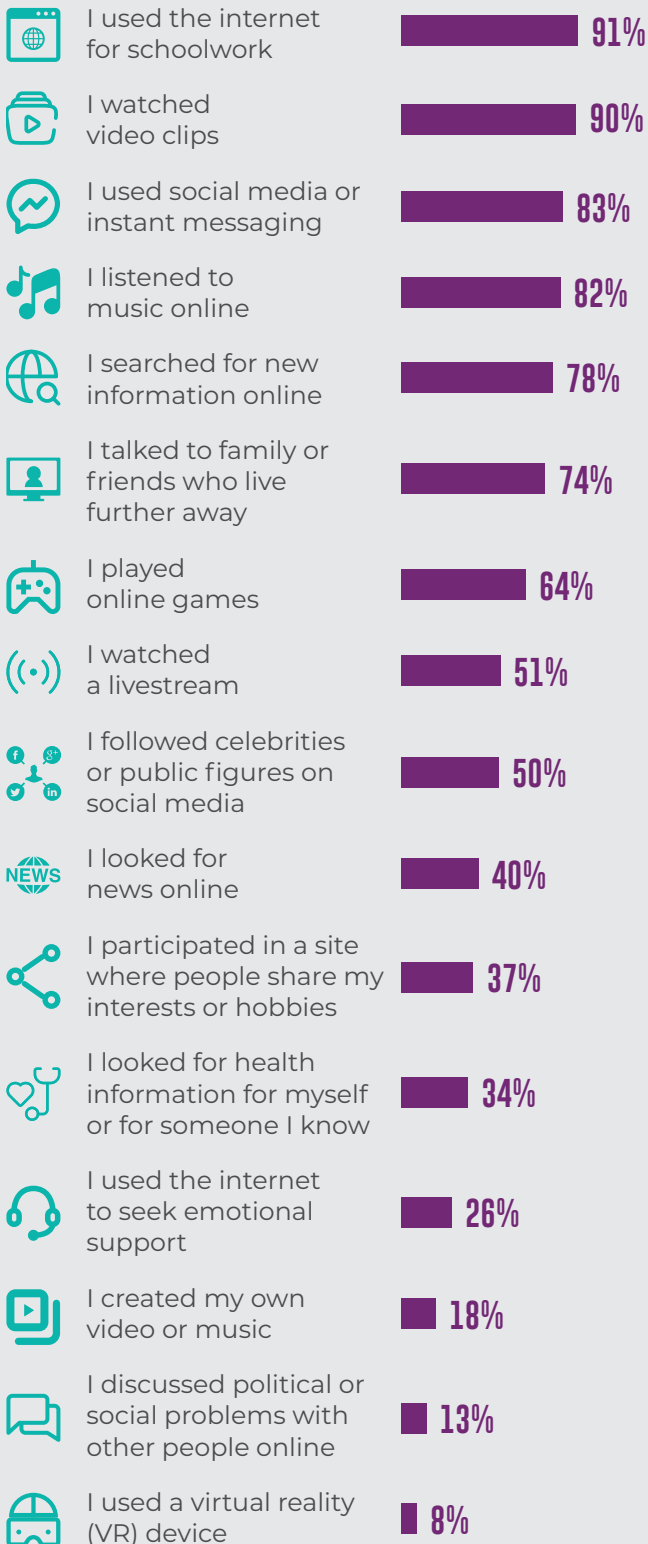 I used the internet
for schoolwork
91%
I watched
video clips
90%
I used social media or
instant messaging
83%
I listened to
music online
82%
I searched for new
information online
78%
I talked to family or
friends who live
further away
74%
I played
online games
64%
I watched
a livestream
51%
f
g+
in
I followed celebrities
or public figures on
social media
50%
NEWS
I looked for
news online
40%
I participated in a site
where people share my
interests or hobbies
37%
I looked for health
information for myself
or for someone I know
34%
I used the internet
to seek emotional
support
26%
I created my own
video or music
18%
I discussed political or
social problems with
other people online
13%
I used a virtual reality
(VR) device
8%